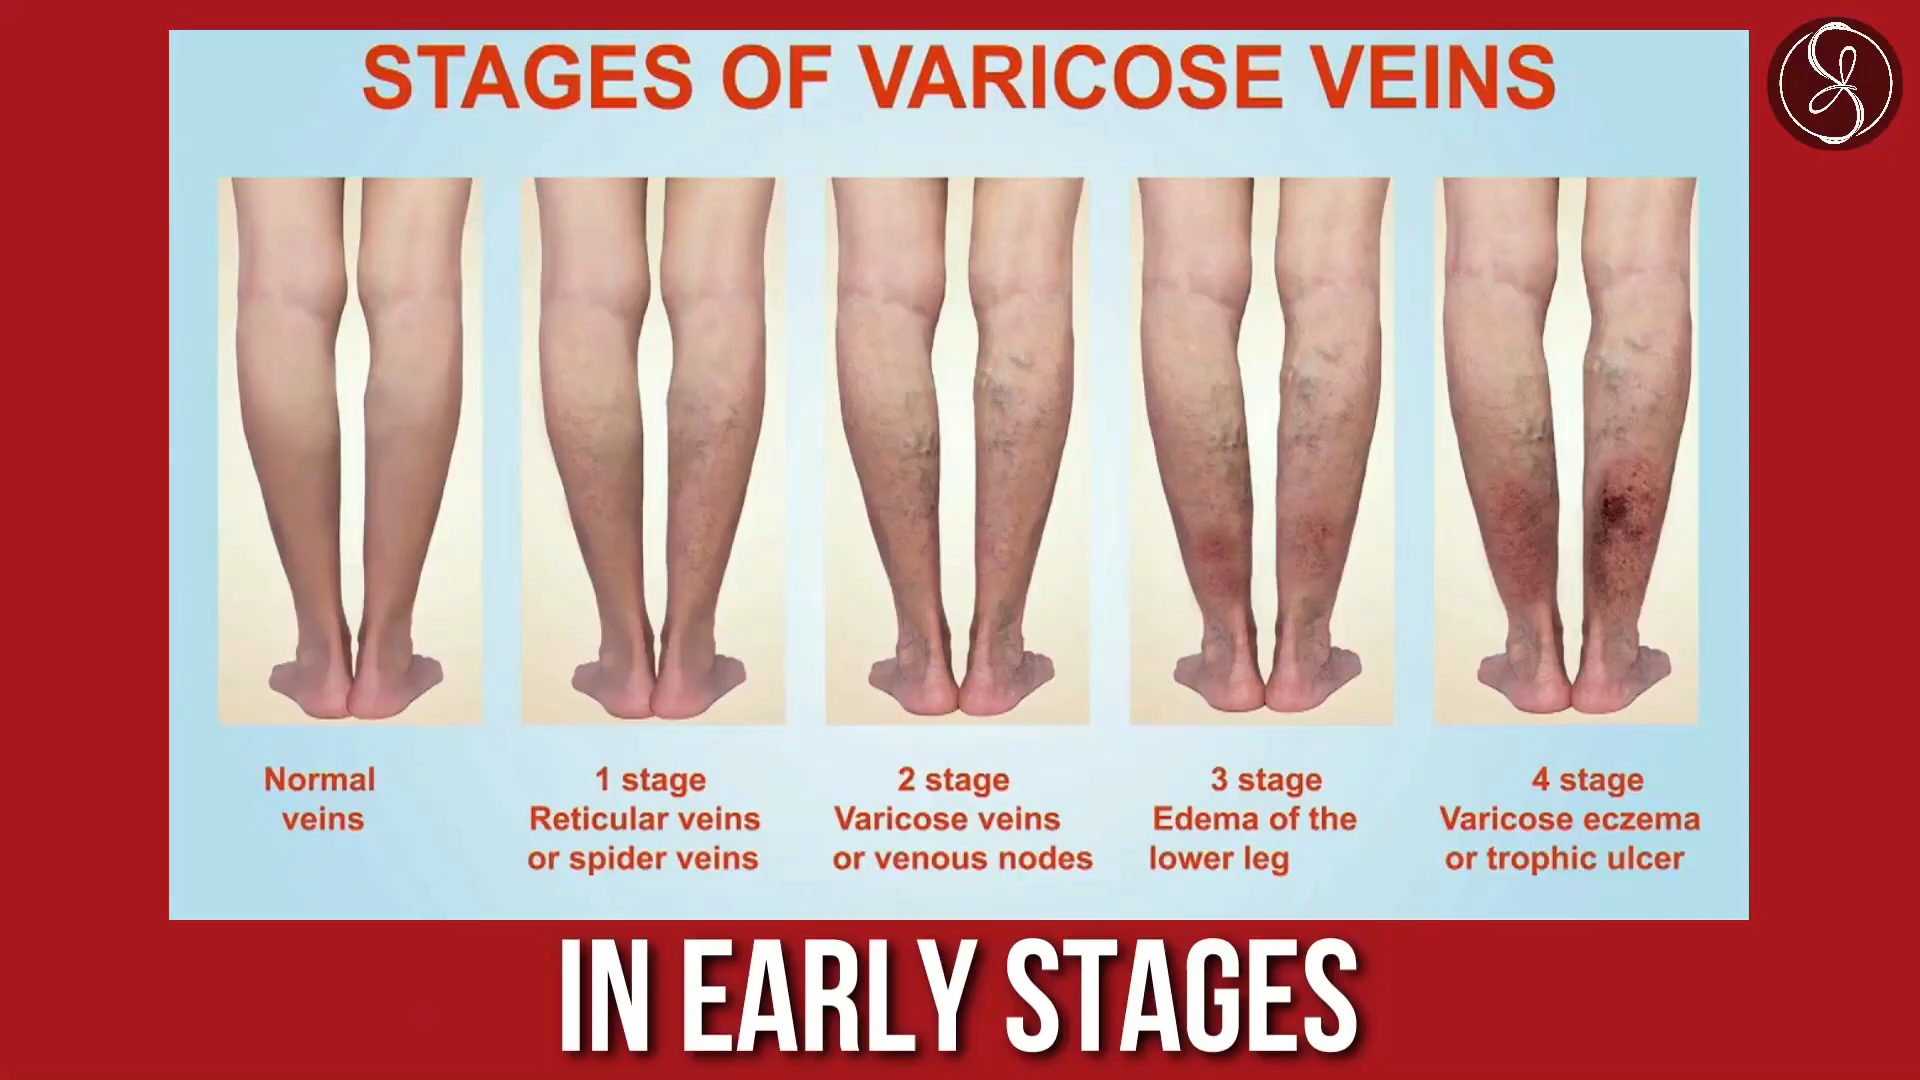 STAGES OF VARICOSE VEINS
Normal
veins
1 stage
Reticular veins
or spider veins
2 stage
Varicose veins
or venous nodes
3 stage
Edema of the
lower leg
4 stage
Varicose eczema
or trophic ulcer
IN EARLY STAGES